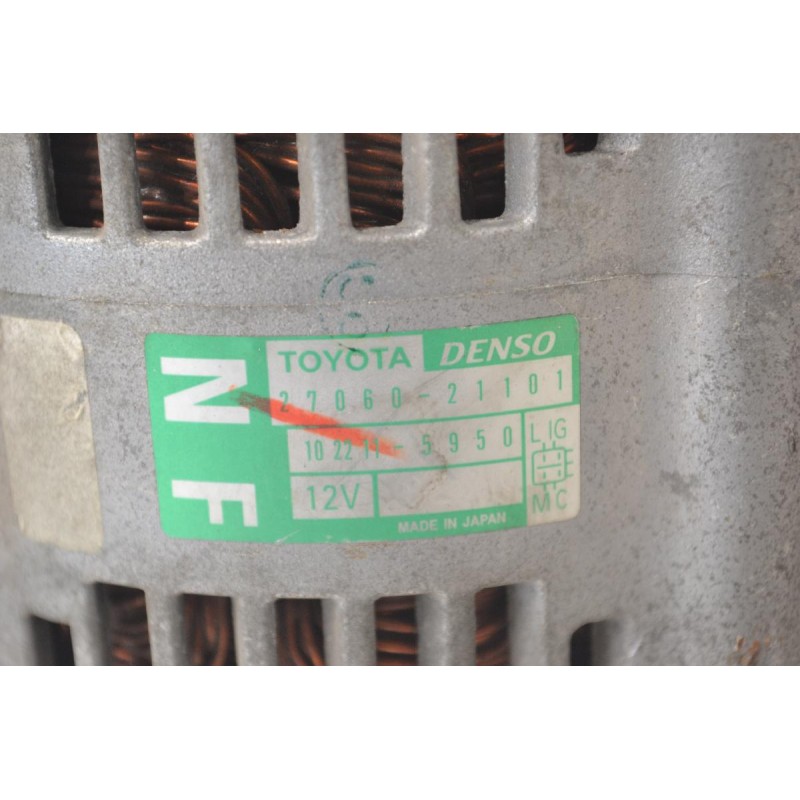 N F
TOYOTA DENSO
27060-21101
102211-5950
L IG
12V
M C
MADE IN JAPAN